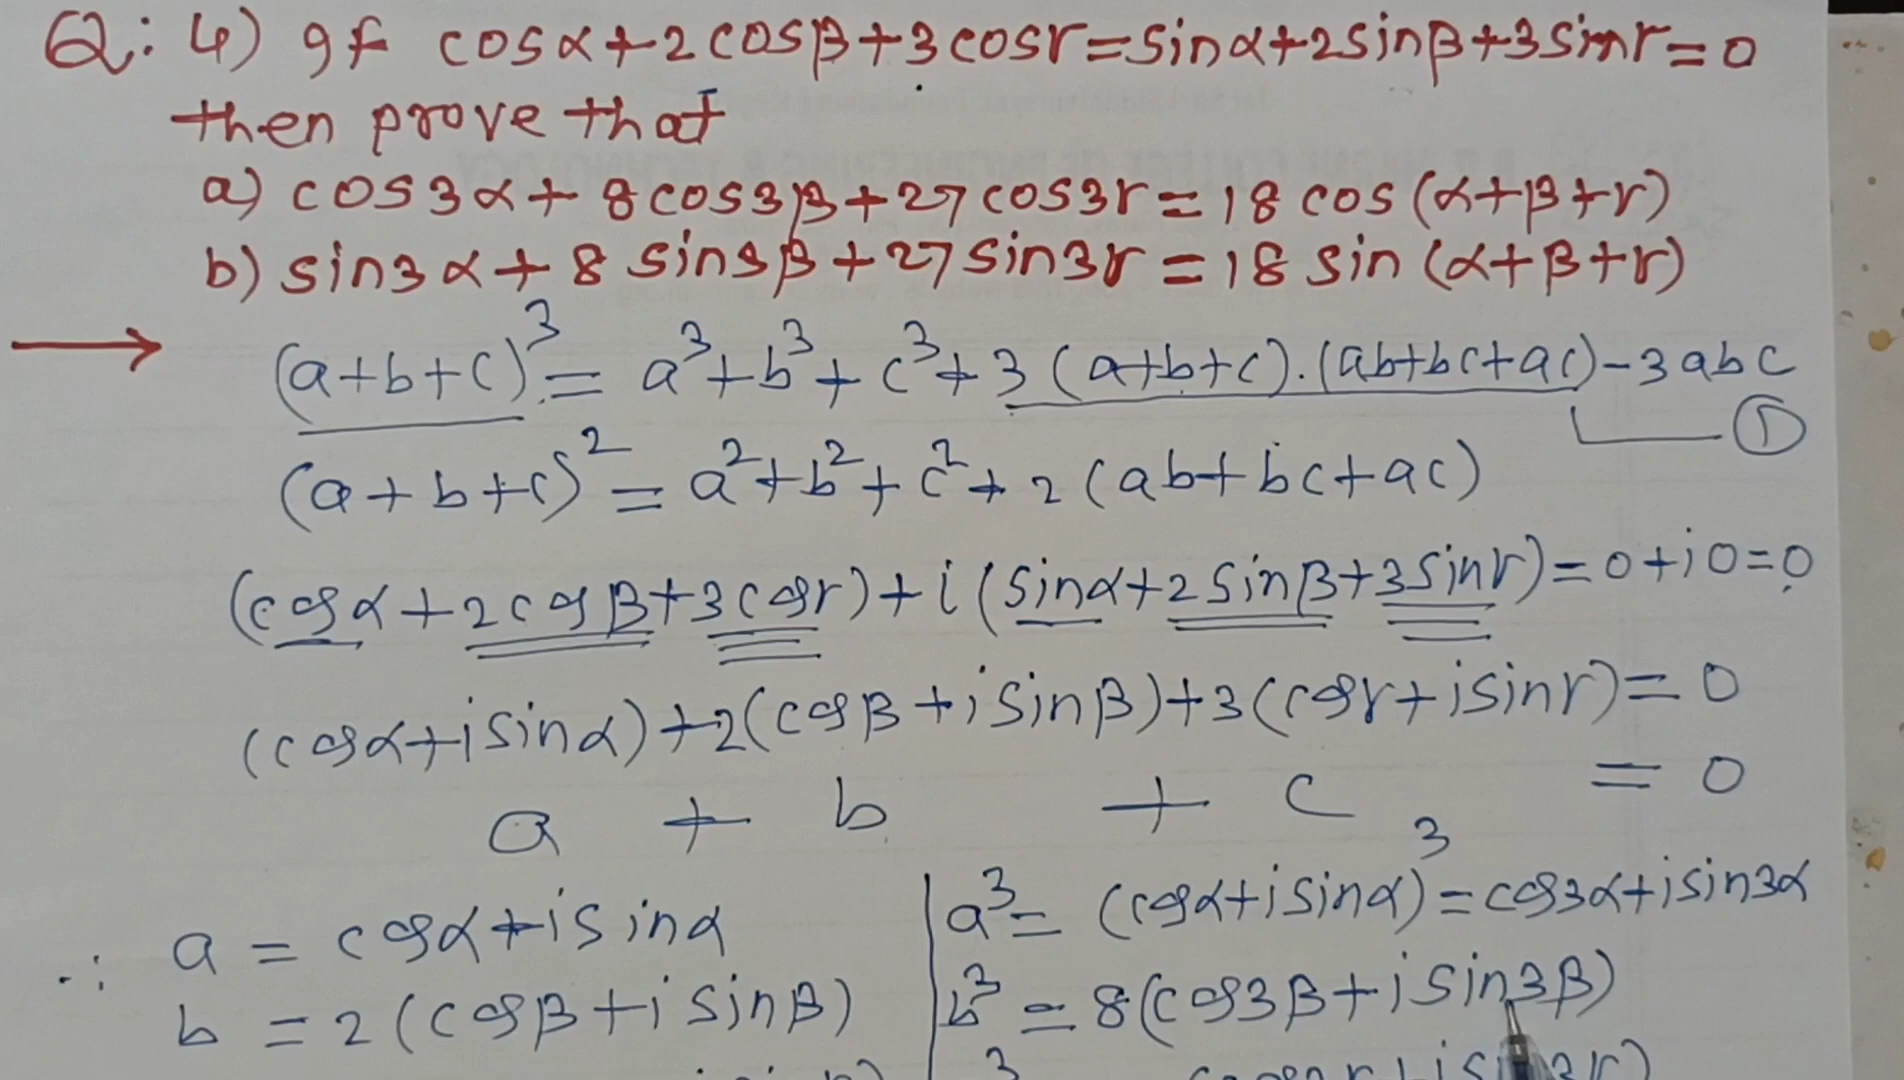 Q: 4) If cosα+2cosβ+3cosr=sinα+2sinβ+3sinr=0
then prove that
a) cos3α+8cos3β+27cos3r=18cos(α+β+r)
b) sin3α+8sin3β+27sin3r=18sin(α+β+r)
→ (a+b+c)³ = a³+b³+c³+3(a+b+c).(ab+bc+ac)-3abc
①
(a+b+c)² = a²+b²+c²+2(ab+bc+ac)
(cosα+2cosβ+3cosr)+i(sinα+2sinβ+3sinr)=0+i0=0
(cosα+isinα)+2(cosβ+isinβ)+3(cosr+isinr)=0
a + b + c = 0
∴ a = cosα+isinα
b = 2(cosβ+isinβ)
a³= (cosα+isinα)³=cos3α+isin3α
b³ = 8(cos3β+isin3β)